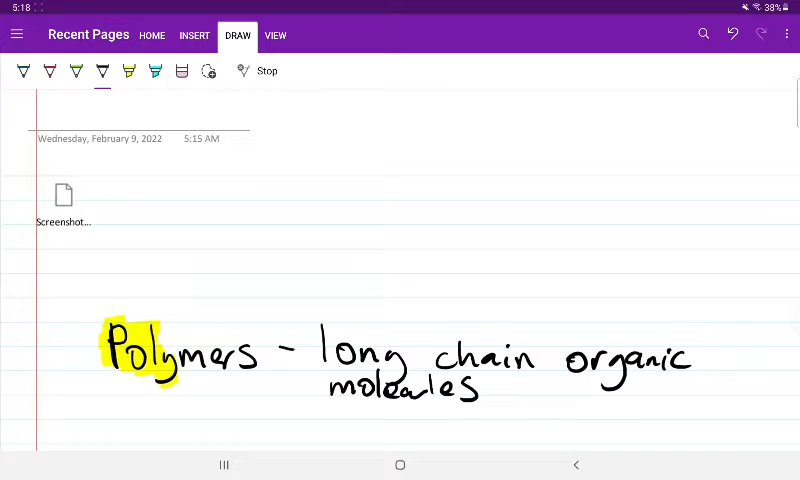 5:18 38%
Recent Pages HOME INSERT DRAW VIEW
Stop
Wednesday, February 9, 2022 5:15 AM
Screenshot...
Polymers - long chain organic
molecules